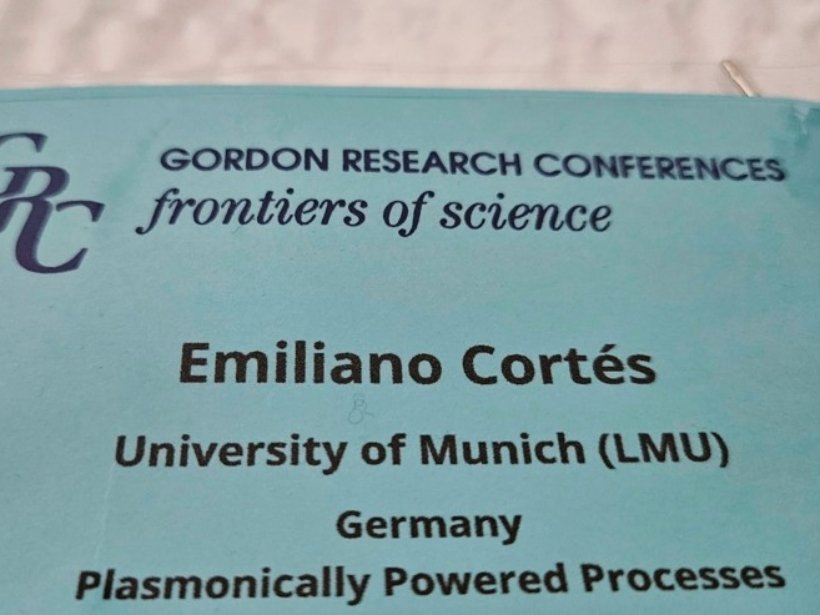 GRC
GORDON RESEARCH CONFERENCES
frontiers of science
Emiliano Cortés
University of Munich (LMU)
Germany
Plasmonically Powered Processes